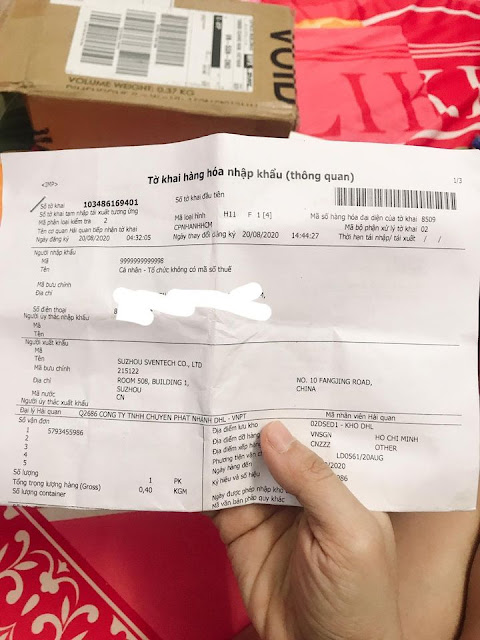 VOID
VOLUME WEIGHT: 0.37 KG
LIK
<IMP>
Tờ khai hàng hóa nhập khẩu (thông quan)
1/3
Số tờ khai 103486169401 Số tờ khai đầu tiên
Số tờ khai tạm nhập tái xuất tương ứng
Mã phân loại kiểm tra 2 Mã loại hình H11 F 1 [4] Mã số hàng hóa đại diện của tờ khai 8509
Tên cơ quan Hải quan tiếp nhận tờ khai CPNHANHHCM Mã bộ phận xử lý tờ khai 02
Ngày đăng ký 20/08/2020 04:32:05 Ngày thay đổi đăng ký 20/08/2020 14:44:27 Thời hạn tái nhập/ tái xuất / /
Người nhập khẩu
Mã 9999999999998
Tên Cá nhân - Tổ chức không có mã số thuế
Mã bưu chính
Địa chỉ
Số điện thoại 8
Người ủy thác nhập khẩu
Mã
Tên
Người xuất khẩu
Mã
Tên SUZHOU SVENTECH CO., LTD
Mã bưu chính 215122
Địa chỉ ROOM 508, BUILDING 1, NO. 10 FANGJING ROAD,
SUZHOU CHINA
CN
Người ủy thác xuất khẩu
Đại lý Hải quan Q2686 CÔNG TY TNHH CHUYỂN PHÁT NHANH DHL - VNPT Mã nhân viên Hải quan
Số vận đơn Địa điểm lưu kho 02DSED1 - KHO DHL
1 5793455986 Địa điểm dỡ hàng VNSGN HO CHI MINH
2 Địa điểm xếp hàng CNZZZ OTHER
3 Phương tiện vận LD0561/20AUG
4 Ngày hàng đến /2020
5 Ký hiệu và số hiệu 986
Số lượng 1 PK
Tổng trọng lượng hàng (Gross) 0,40 KGM Ngày được phép nhập kho
Số lượng container Mã văn bản pháp quy khác